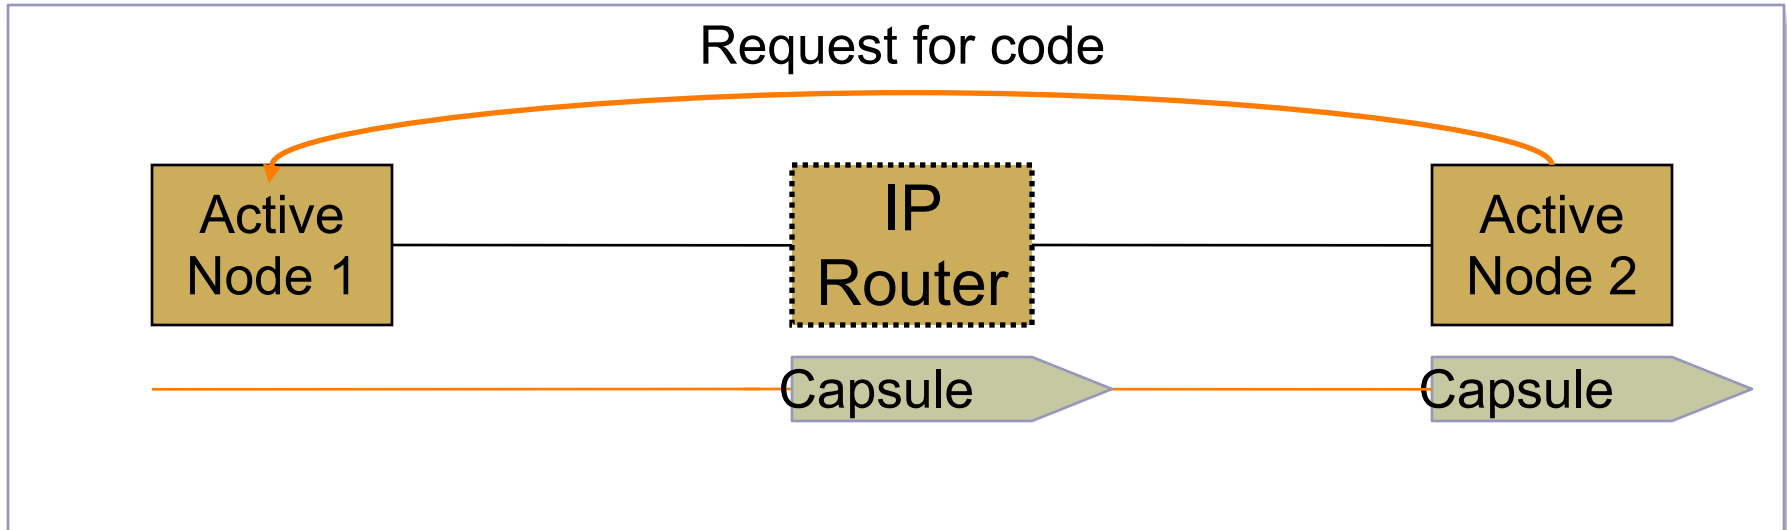 Request for code
Active
Node 1
IP
Router
Active
Node 2
Capsule
Capsule